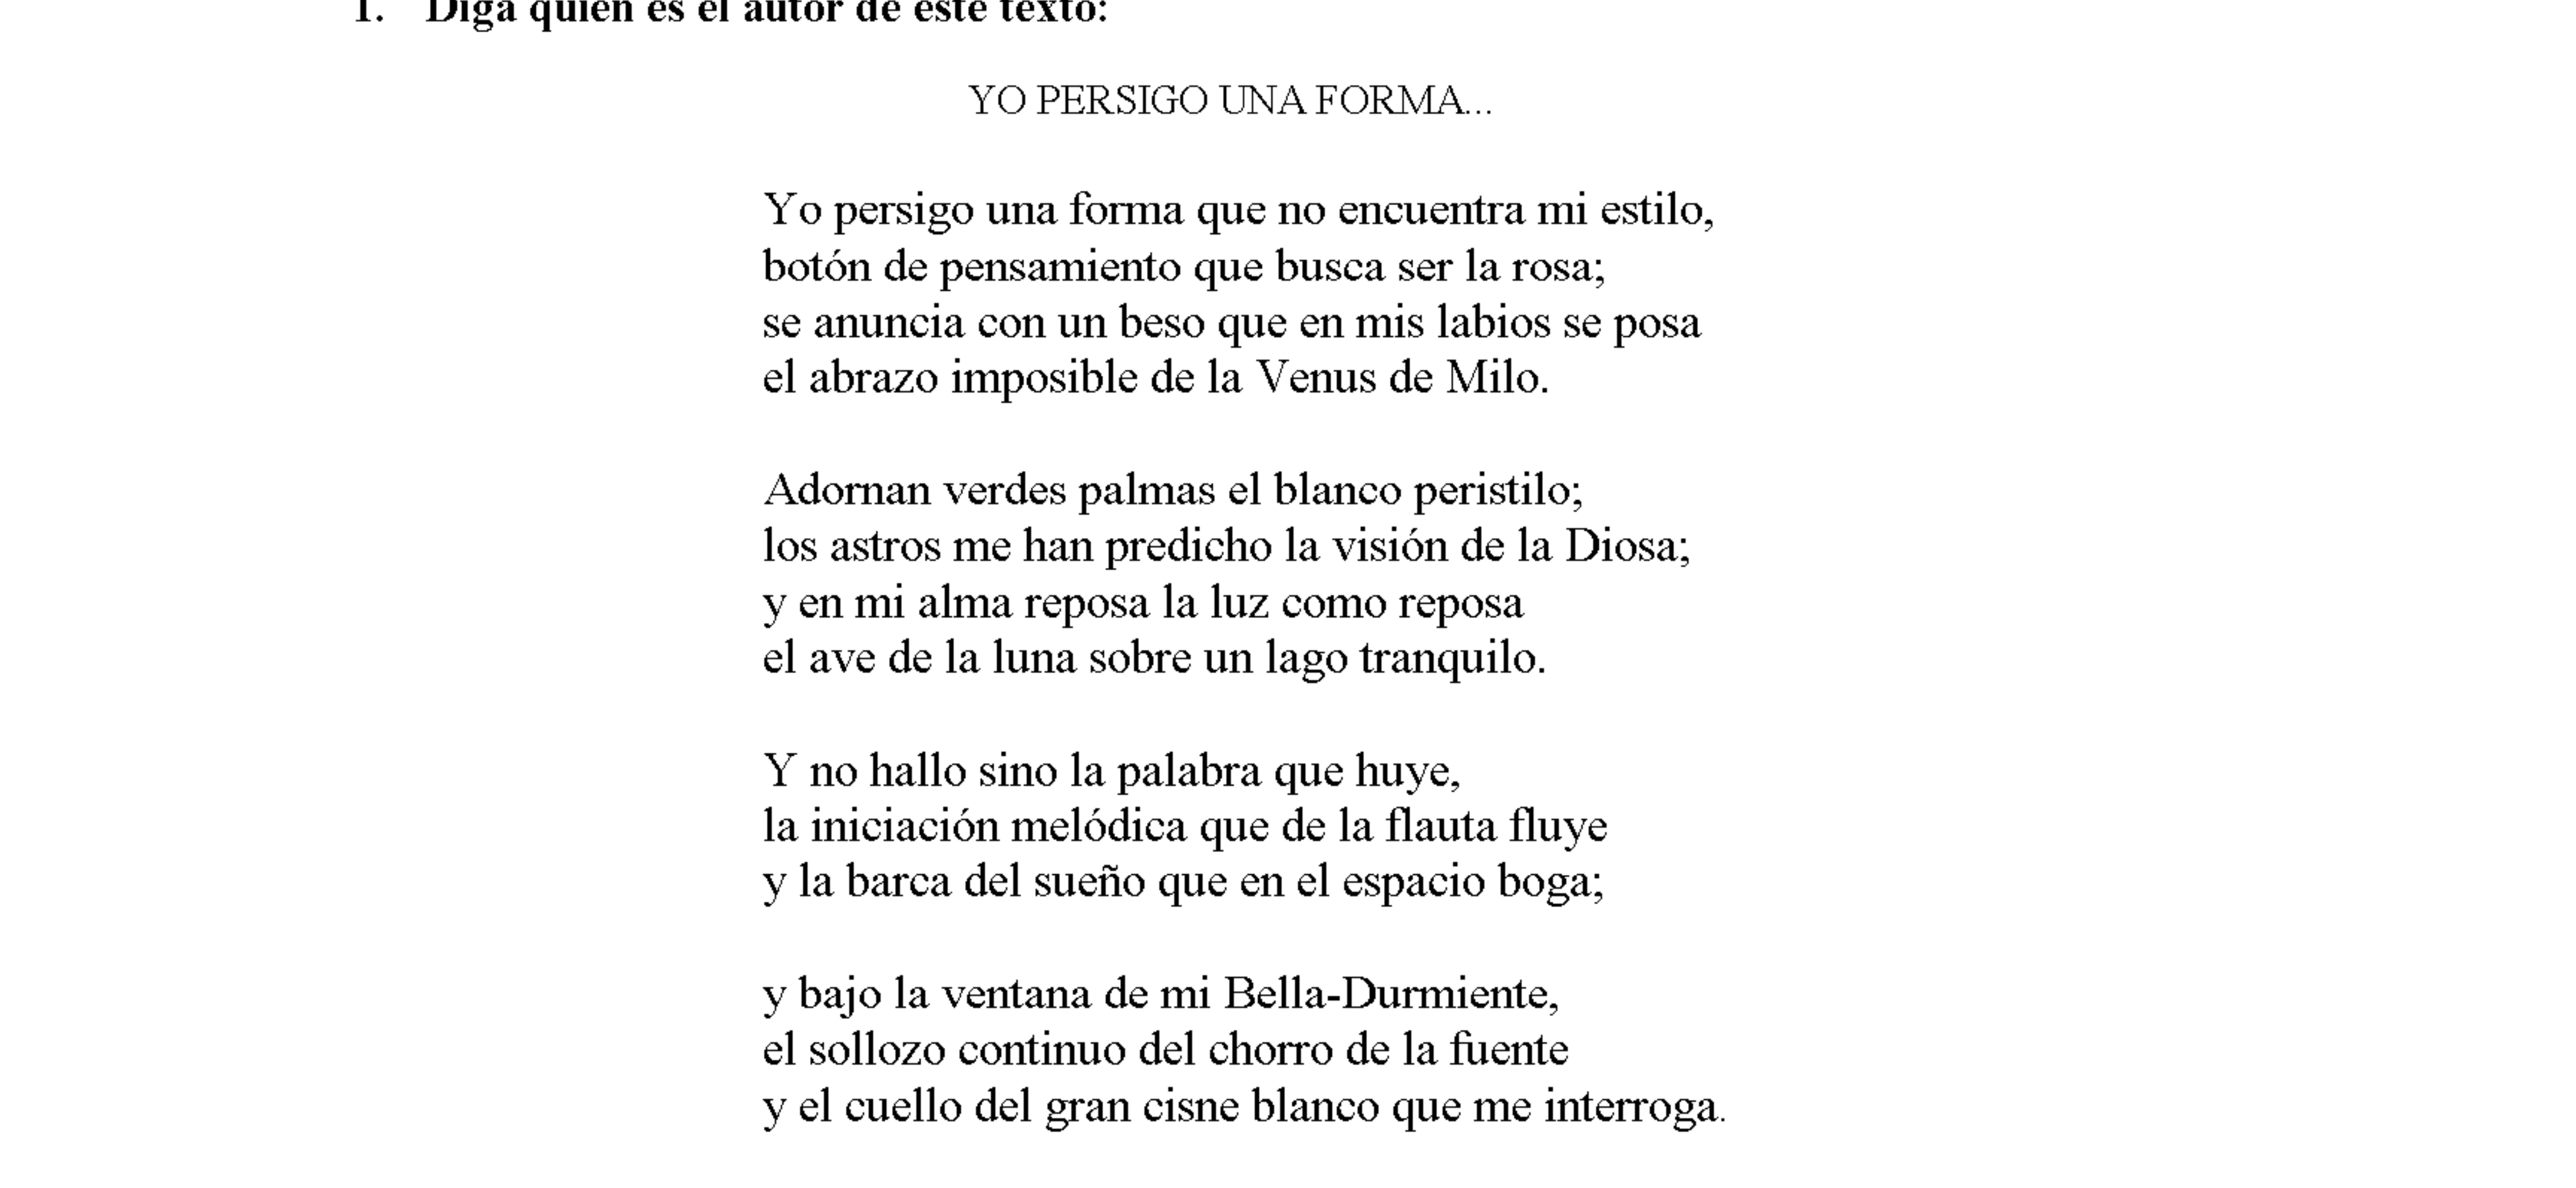 1. Diga quién es el autor de este texto:
YO PERSIGO UNA FORMA...
Yo persigo una forma que no encuentra mi estilo,
botón de pensamiento que busca ser la rosa;
se anuncia con un beso que en mis labios se posa
el abrazo imposible de la Venus de Milo.
Adornan verdes palmas el blanco peristilo;
los astros me han predicho la visión de la Diosa;
y en mi alma reposa la luz como reposa
el ave de la luna sobre un lago tranquilo.
Y no hallo sino la palabra que huye,
la iniciación melódica que de la flauta fluye
y la barca del sueño que en el espacio boga;
y bajo la ventana de mi Bella-Durmiente,
el sollozo continuo del chorro de la fuente
y el cuello del gran cisne blanco que me interroga.